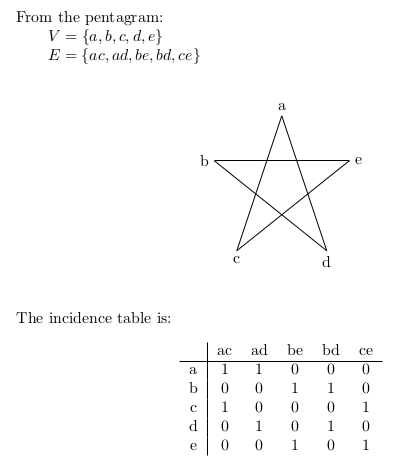 From the pentagram:
V = {a, b, c, d, e}
E = {ac, ad, be, bd, ce}
a
b e
c d
The incidence table is:
ac ad be bd ce
a 1 1 0 0 0
b 0 0 1 1 0
c 1 0 0 0 1
d 0 1 0 1 0
e 0 0 1 0 1